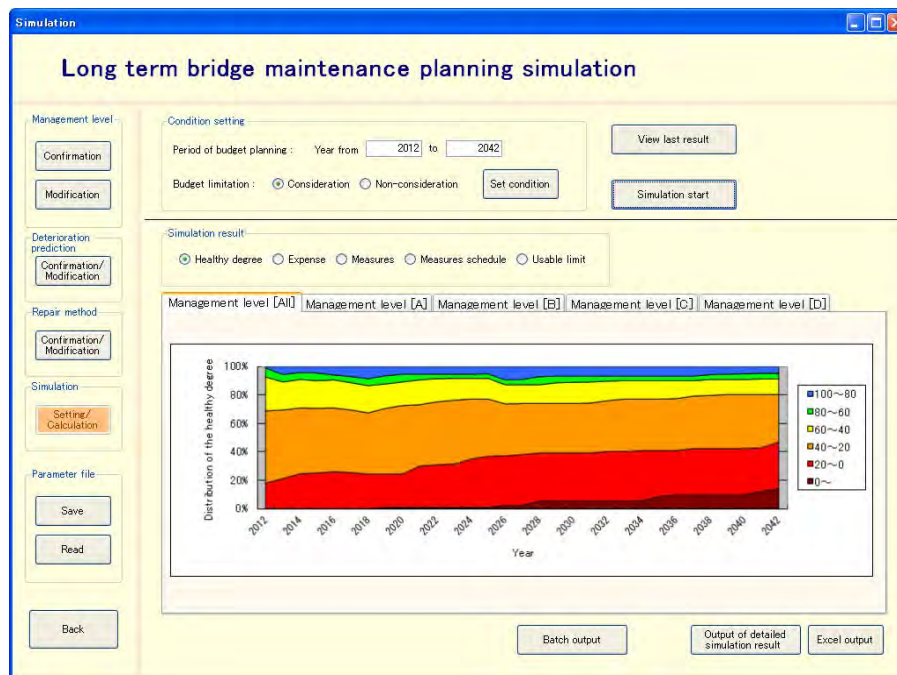 Simulation
Long term bridge maintenance planning simulation
Management level
Confirmation
Modification
Deterioration
prediction
Confirmation/
Modification
Repair method
Confirmation/
Modification
Simulation
Setting/
Calculation
Parameter file
Save
Read
Back
Condition setting
Period of budget planning : Year from 2012 to 2042
Budget limitation : Consideration Non-consideration Set condition
View last result
Simulation start
Simulation result
Healthy degree Expense Measures Measures schedule Usable limit
Management level [All] Management level [A] Management level [B] Management level [C] Management level [D]
Distribution of the healthy degree
100%
80%
60%
40%
20%
0%
2012 2014 2016 2018 2020 2022 2024 2026 2028 2030 2032 2034 2036 2038 2040 2042
Year
100～80
80～60
60～40
40～20
20～0
0～
Batch output
Output of detailed
simulation result
Excel output